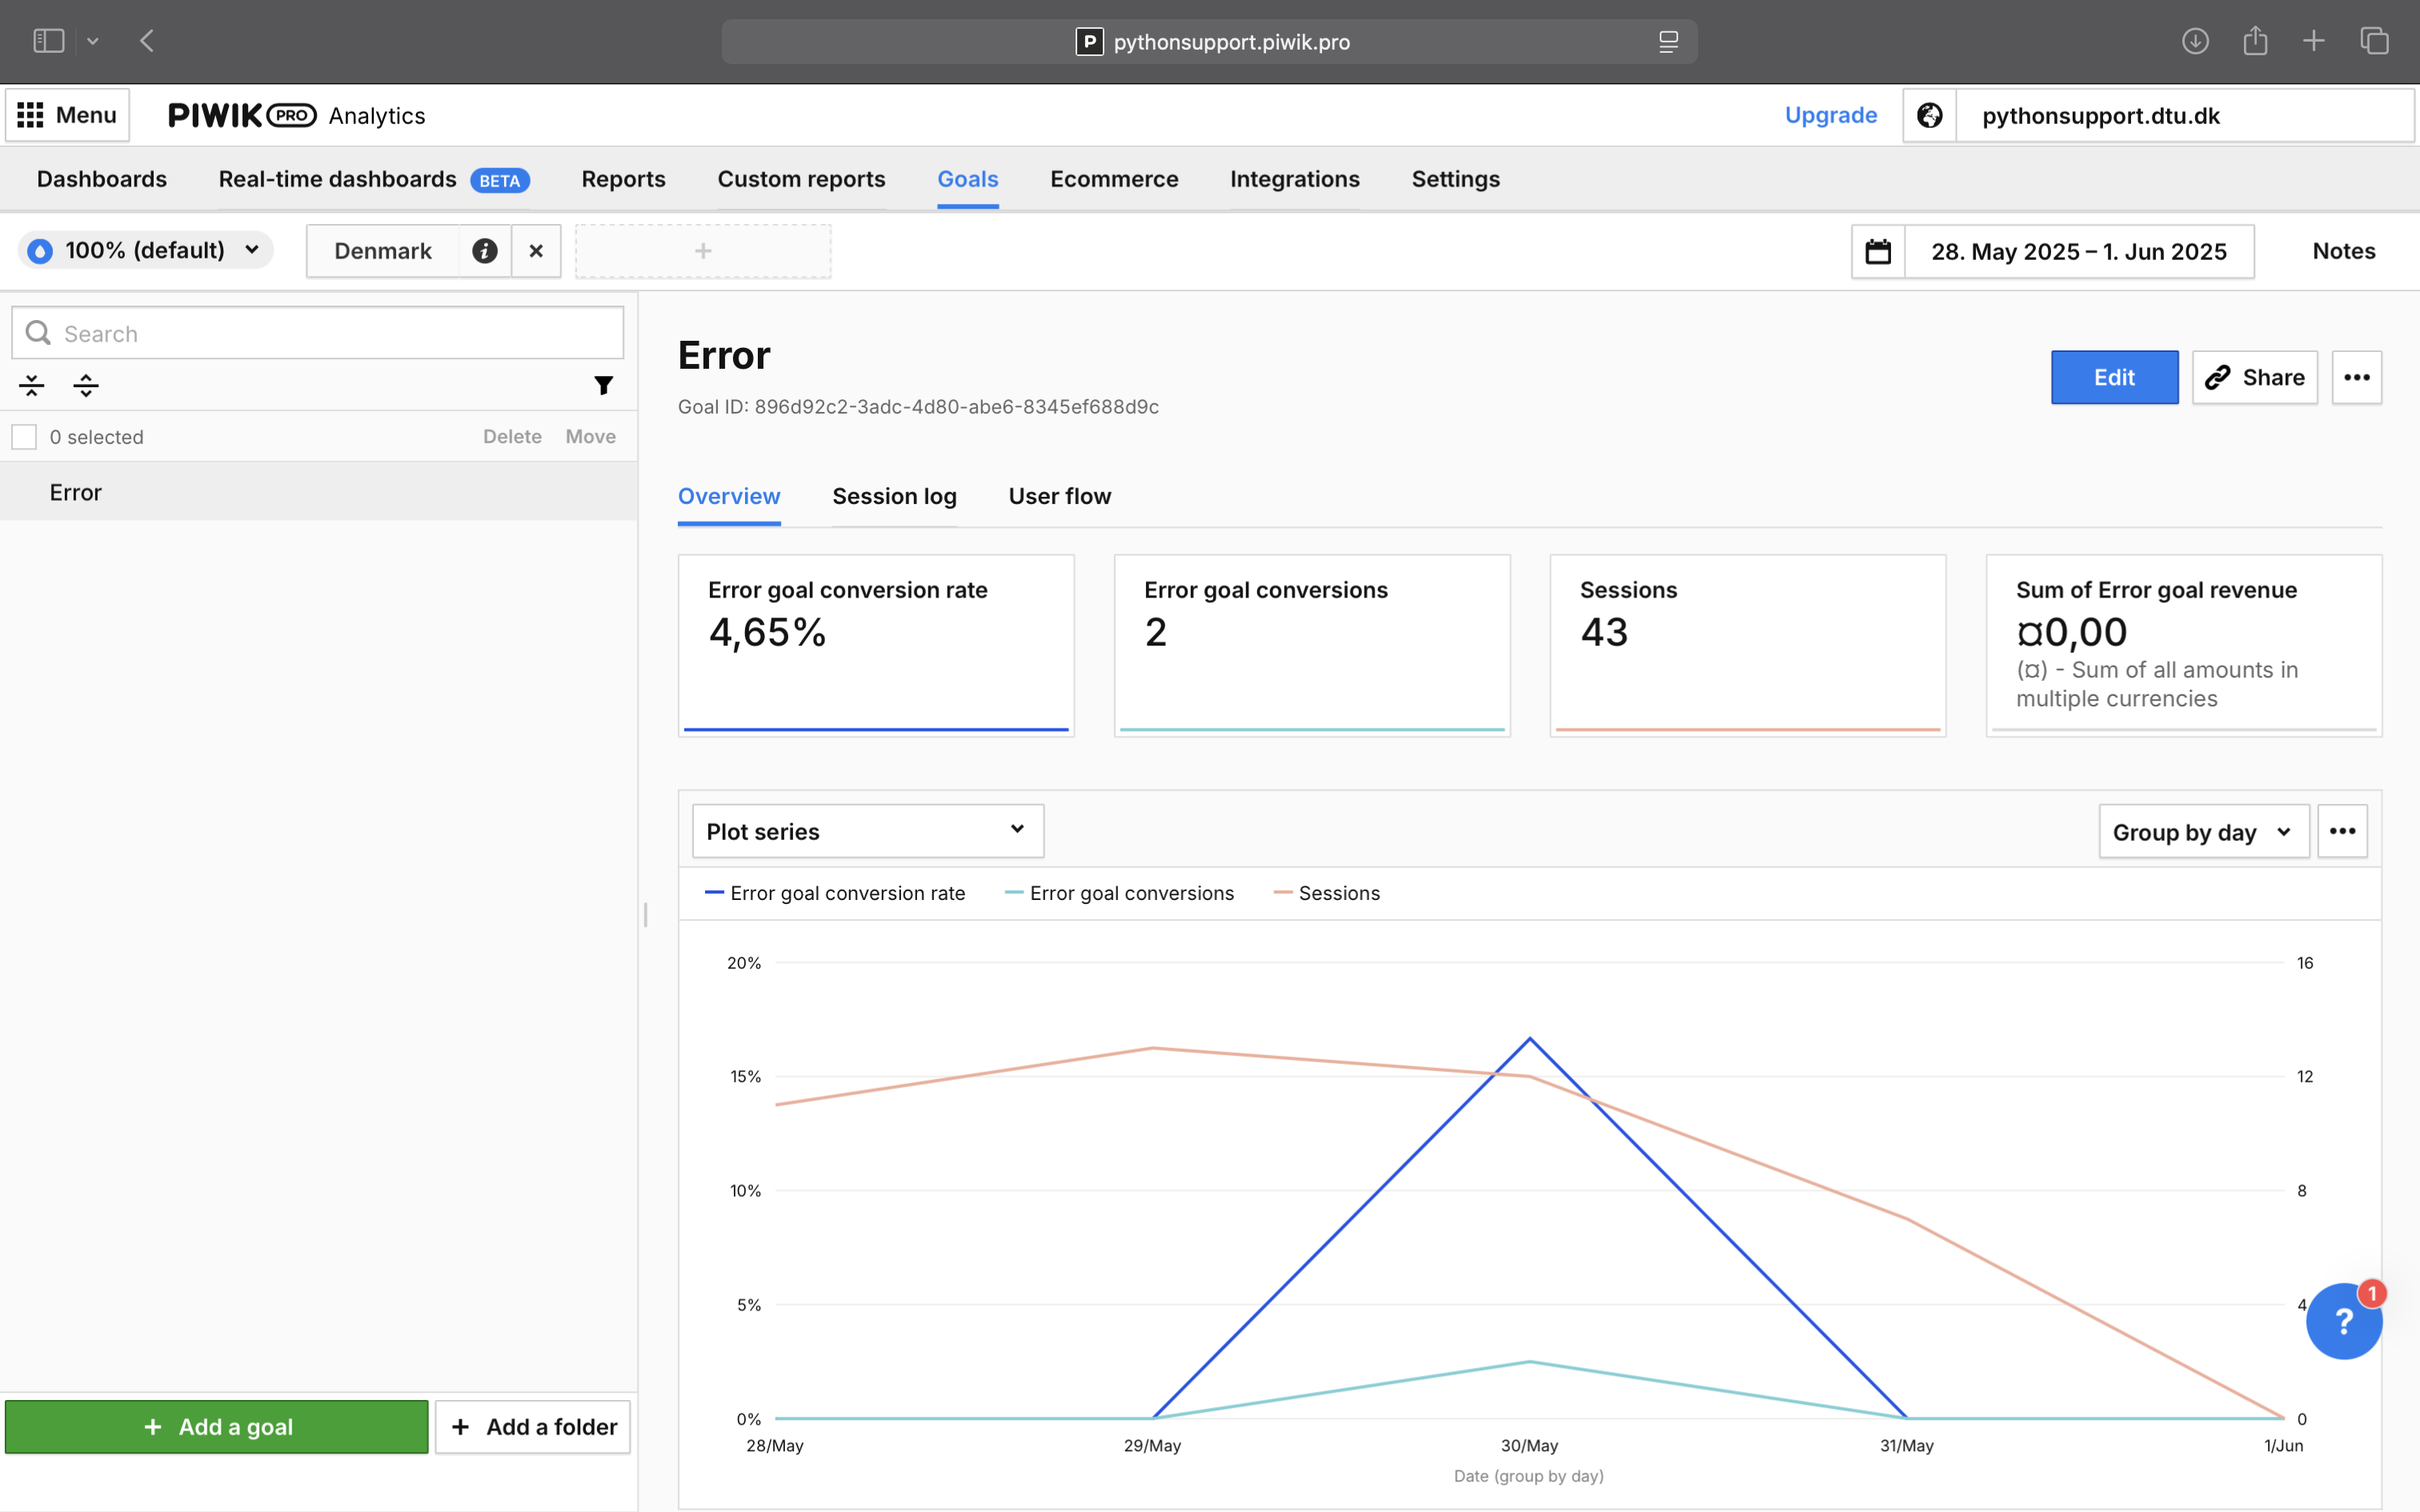 pythonsupport.piwik.pro
Menu PIWIK PRO Analytics Upgrade pythonsupport.dtu.dk
Dashboards Real-time dashboards BETA Reports Custom reports Goals Ecommerce Integrations Settings
100% (default) Denmark 28. May 2025 – 1. Jun 2025 Notes
Search
0 selected Delete Move
Error
Error
Goal ID: 896d92c2-3adc-4d80-abe6-8345ef688d9c
Edit Share
Overview Session log User flow
Error goal conversion rate
4,65%
Error goal conversions
2
Sessions
43
Sum of Error goal revenue
¤0,00
(¤) - Sum of all amounts in
multiple currencies
Plot series Group by day
Error goal conversion rate Error goal conversions Sessions
20% 16
15% 12
10% 8
5% 4
0% 0
28/May 29/May 30/May 31/May 1/Jun
Date (group by day)
? 1
+ Add a goal + Add a folder